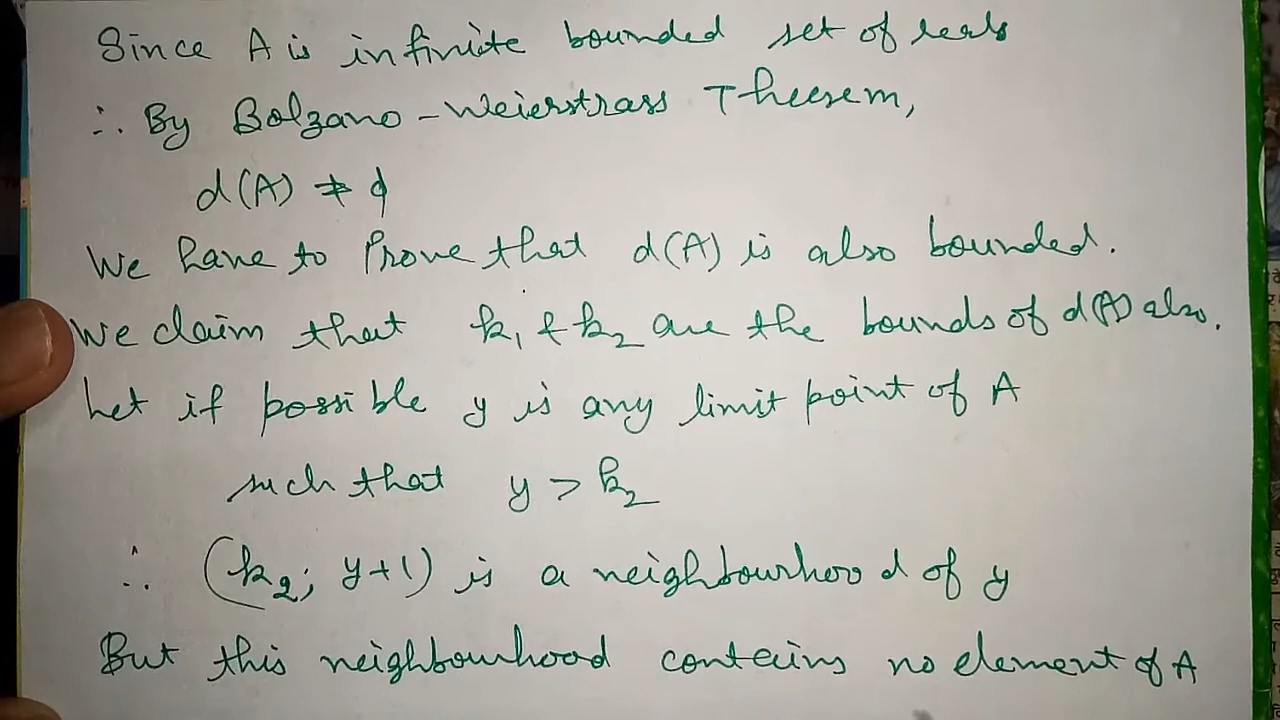 Since A is infinite bounded set of reals
∴ By Bolzano-Weierstrass Theorem,
d(A) ≠ ϕ
We have to Prove that d(A) is also bounded.
We claim that k₁ & k₂ are the bounds of d(A) also.
Let if possible y is any limit point of A
such that y > k₂
∴ (k₂; y+1) is a neighbourhood of y
But this neighbourhood contains no element of A